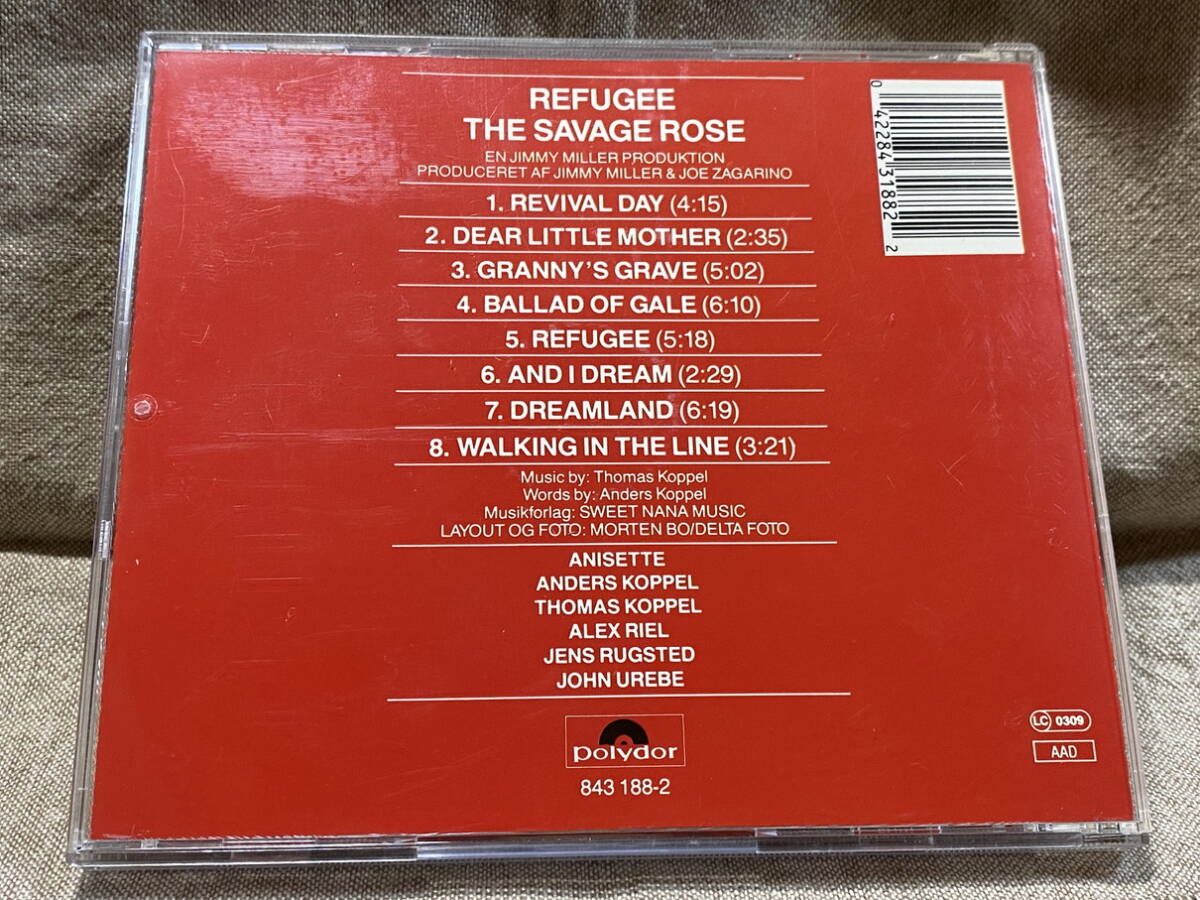 REFUGEE
THE SAVAGE ROSE
EN JIMMY MILLER PRODUKTION
PRODUCERET AF JIMMY MILLER & JOE ZAGARINO
1. REVIVAL DAY (4:15)
2. DEAR LITTLE MOTHER (2:35)
3. GRANNY'S GRAVE (5:02)
4. BALLAD OF GALE (6:10)
5. REFUGEE (5:18)
6. AND I DREAM (2:29)
7. DREAMLAND (6:19)
8. WALKING IN THE LINE (3:21)
Music by: Thomas Koppel
Words by: Anders Koppel
Musikforlag: SWEET NANA MUSIC
LAYOUT OG FOTO: MORTEN BO/DELTA FOTO
ANISETTE
ANDERS KOPPEL
THOMAS KOPPEL
ALEX RIEL
JENS RUGSTED
JOHN UREBE
polydor
843 188-2
0 42284 31882 2
LC 0309
AAD